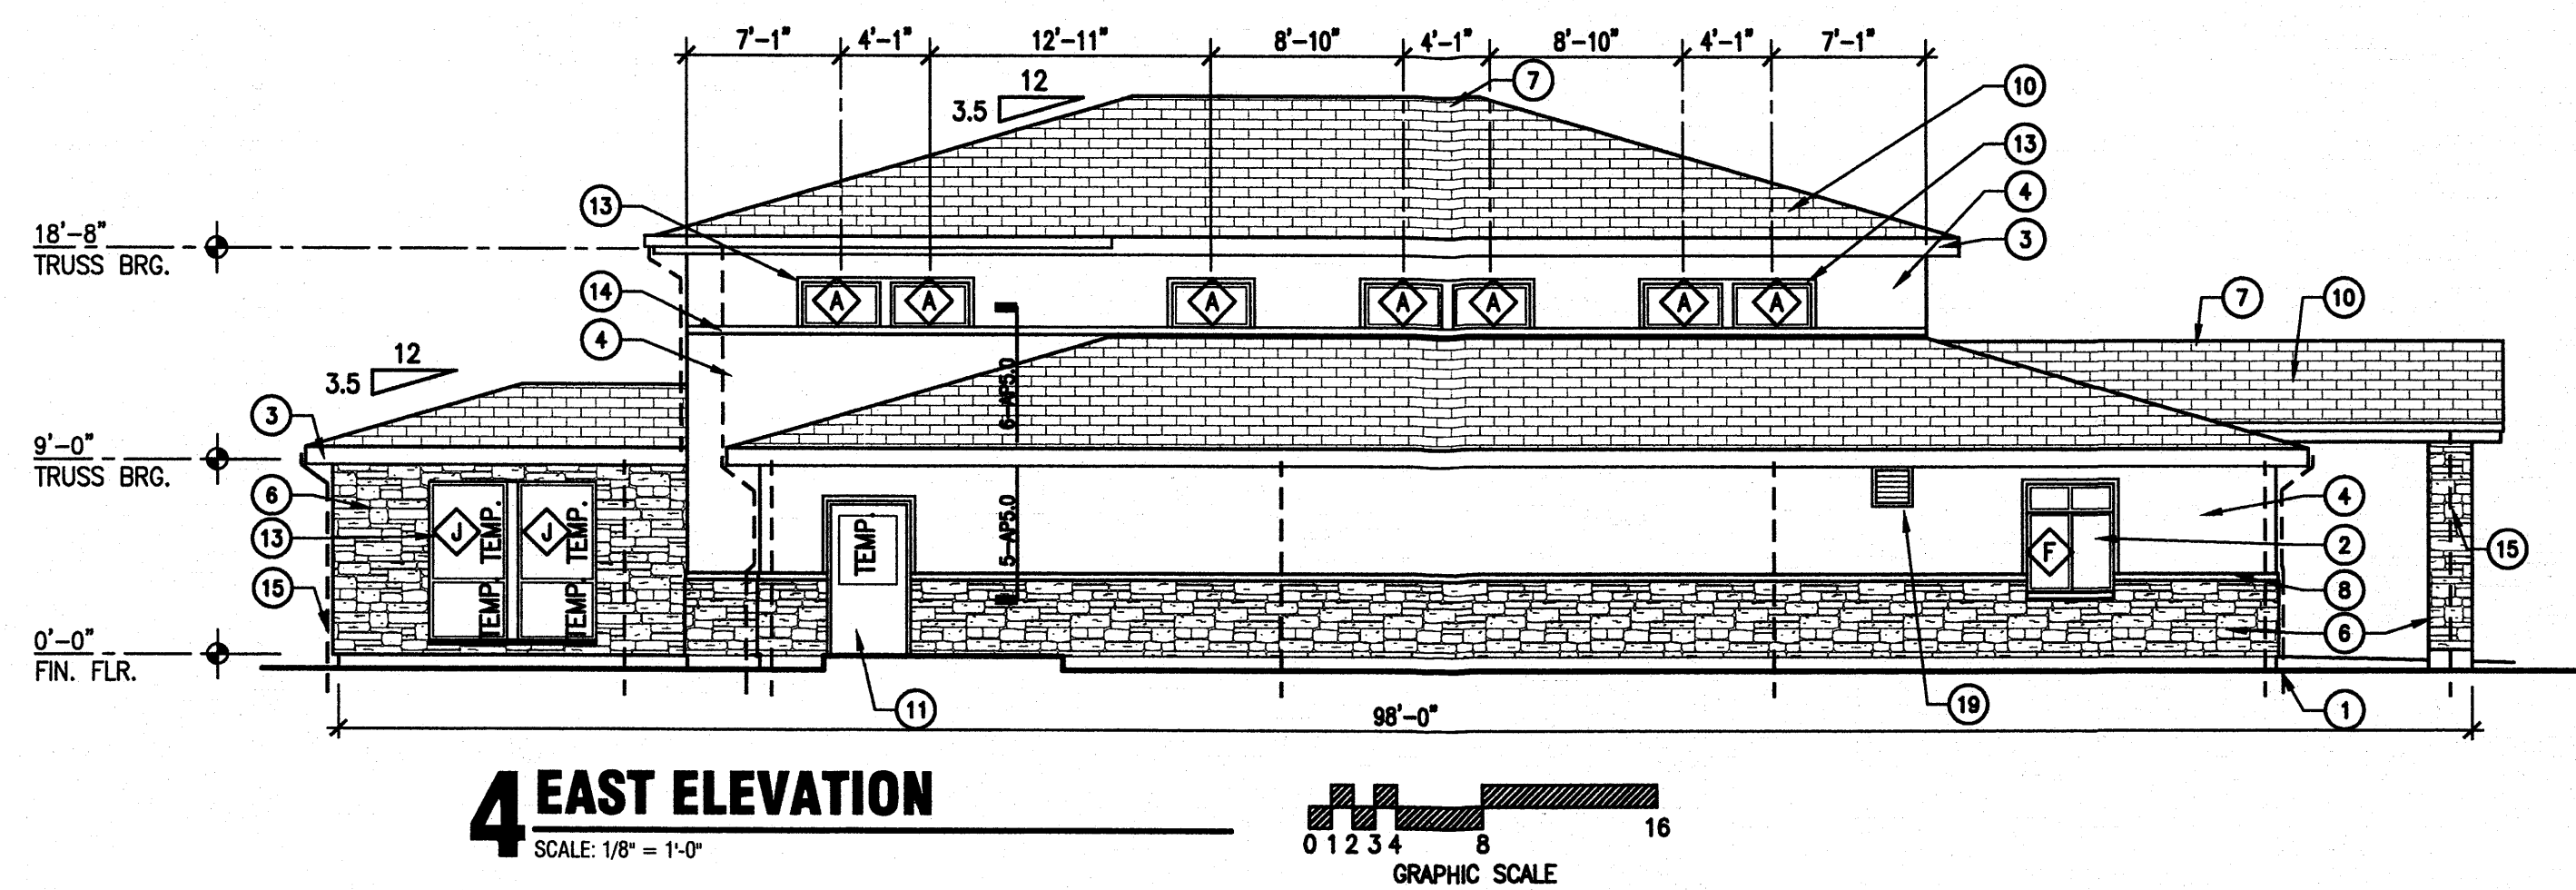 7'-1" 4'-1" 12'-11" 8'-10" 4'-1" 8'-10" 4'-1" 7'-1"
12
3.5
7
10
13
4
3
13
14
4
18'-8"
TRUSS BRG.
A A A A A A A
7
10
12
3.5
3
9'-0"
TRUSS BRG.
6
13
15
0'-0"
FIN. FLR.
J TEMP. J TEMP.
TEMP. TEMP.
TEMP.
6-AP5.0
5-AP5.0
F
4
2
15
8
6
1
11
19
98'-0"
4 EAST ELEVATION
SCALE: 1/8" = 1'-0"
0 1 2 3 4 8 16
GRAPHIC SCALE